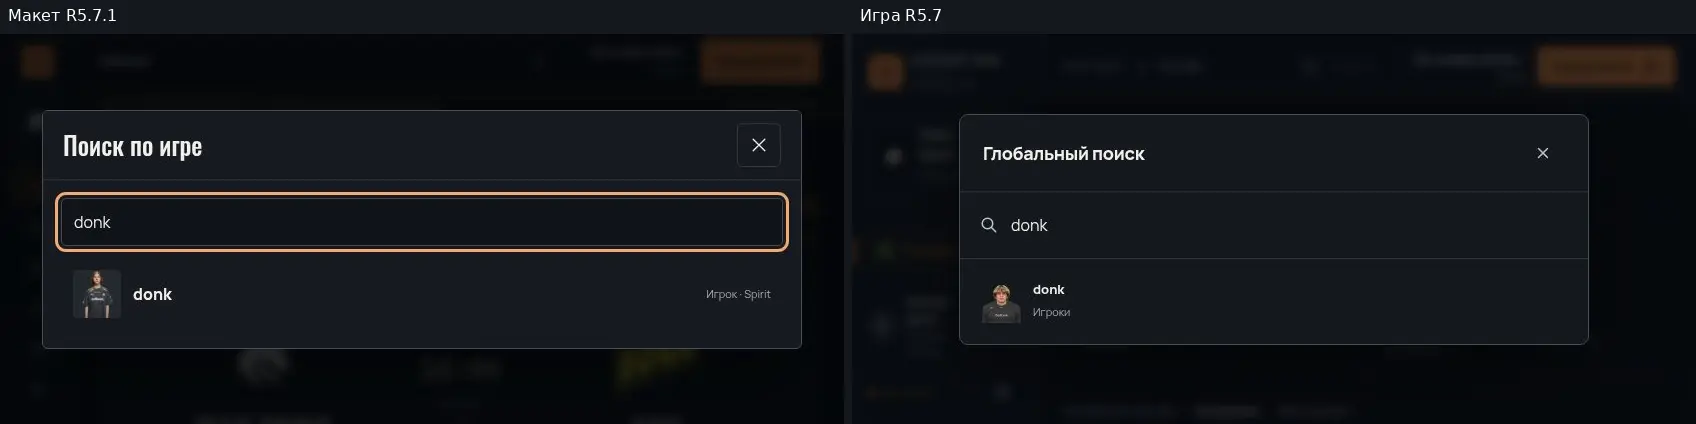 Макет R5.7.1
Поиск по игре
donk
donk
Игрок · Spirit
Игра R5.7
Глобальный поиск
donk
donk
Игроки